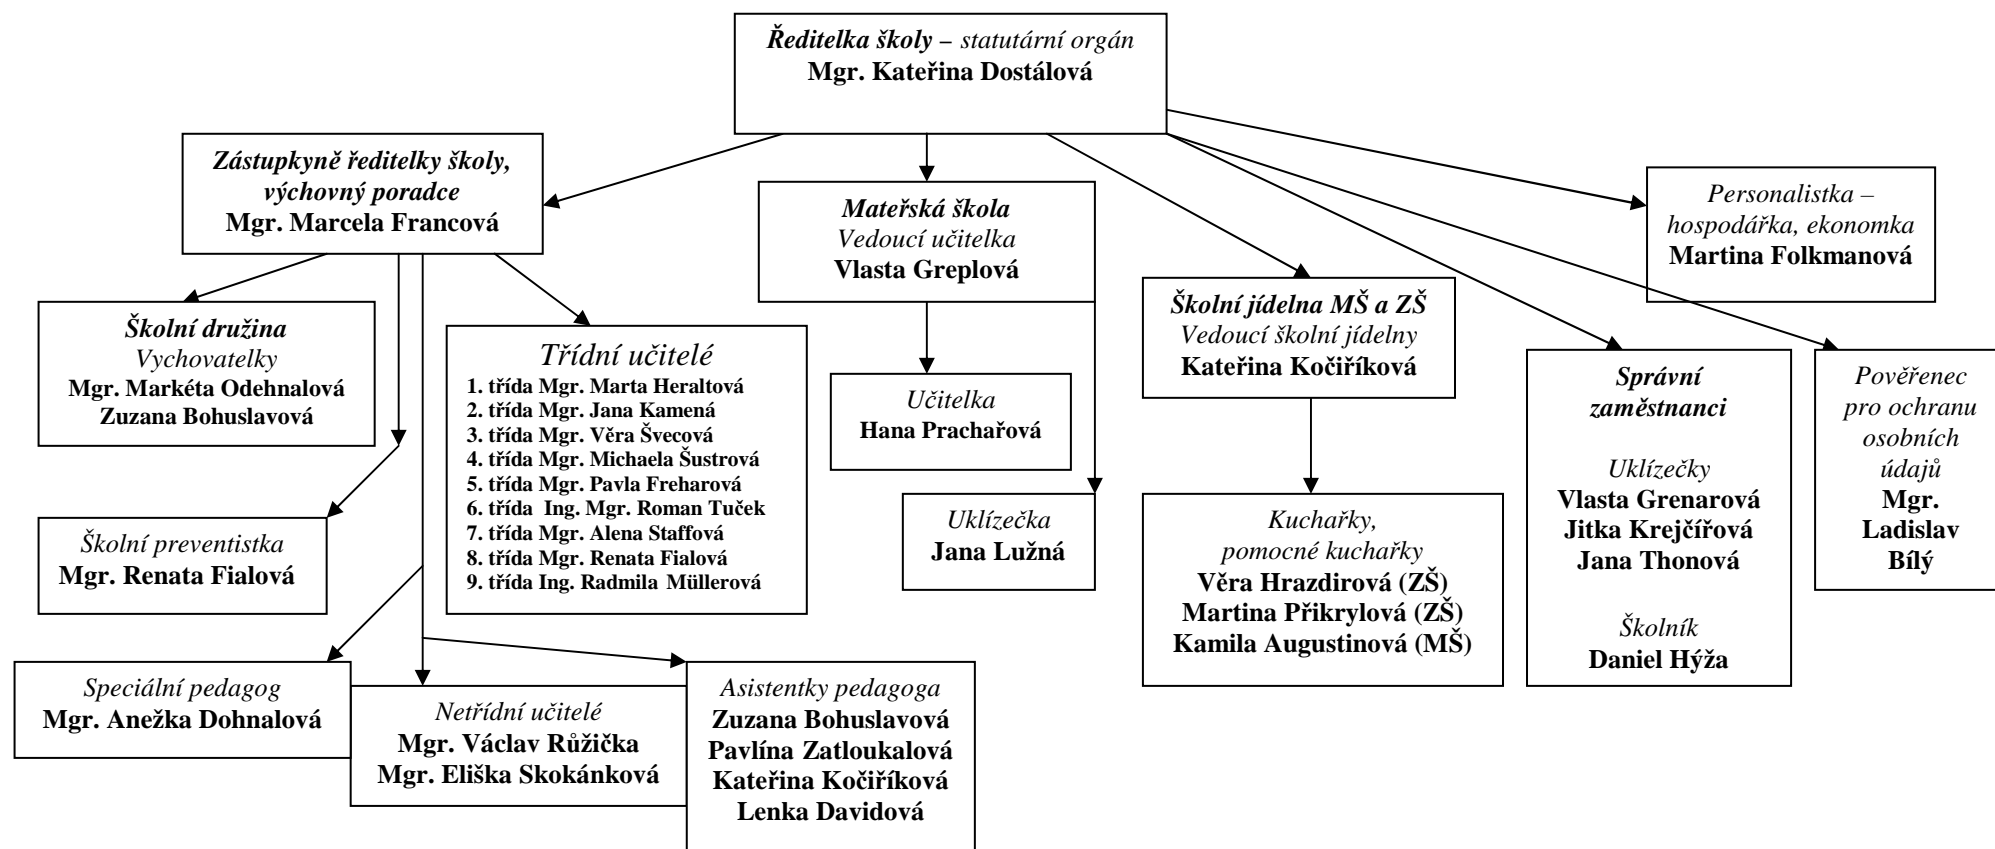 Ředitelka školy – statutární orgán
Mgr. Kateřina Dostálová
Zástupkyně ředitelky školy,
výchovný poradce
Mgr. Marcela Francová
Mateřská škola
Vedoucí učitelka
Vlasta Greplová
Personalistka –
hospodářka, ekonomka
Martina Folkmanová
Školní jídelna MŠ a ZŠ
Vedoucí školní jídelny
Kateřina Kočiříková
Školní družina
Vychovatelky
Mgr. Markéta Odehnalová
Zuzana Bohuslavová
Třídní učitelé
1. třída Mgr. Marta Heraltová
2. třída Mgr. Jana Kamená
3. třída Mgr. Věra Švecová
4. třída Mgr. Michaela Šustrová
5. třída Mgr. Pavla Freharová
6. třída Ing. Mgr. Roman Tuček
7. třída Mgr. Alena Staffová
8. třída Mgr. Renata Fialová
9. třída Ing. Radmila Müllerová
Učitelka
Hana Prachařová
Správní
zaměstnanci
Uklízečky
Vlasta Grenarová
Jitka Krejčířová
Jana Thonová
Školník
Daniel Hýža
Pověřenec
pro ochranu
osobních
údajů
Mgr.
Ladislav
Bílý
Školní preventistka
Mgr. Renata Fialová
Uklízečka
Jana Lužná
Kuchařky,
pomocné kuchařky
Věra Hrazdirová (ZŠ)
Martina Přikrylová (ZŠ)
Kamila Augustinová (MŠ)
Speciální pedagog
Mgr. Anežka Dohnalová
Netřídní učitelé
Mgr. Václav Růžička
Mgr. Eliška Skokánková
Asistentky pedagoga
Zuzana Bohuslavová
Pavlína Zatloukalová
Kateřina Kočiříková
Lenka Davidová